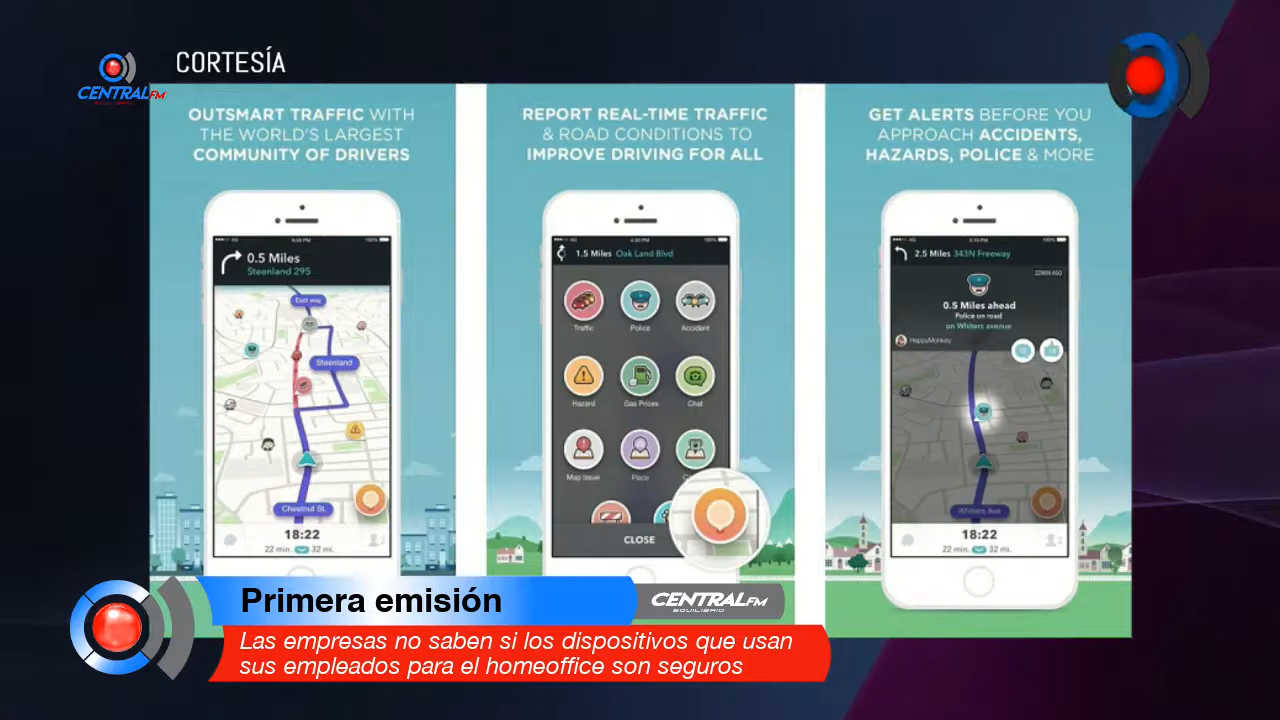 CENTRAL FM
CORTESÍA
OUTSMART TRAFFIC WITH
THE WORLD'S LARGEST
COMMUNITY OF DRIVERS
0.5 Miles
Steenland 295
East way
Steenland
Chestnut St.
18:22
22 min. 32 mi.
REPORT REAL-TIME TRAFFIC
& ROAD CONDITIONS TO
IMPROVE DRIVING FOR ALL
1.5 Miles Oak Land Blvd
Traffic Police Accident
Hazard Gas Prices Chat
Map Issue Place
CLOSE
GET ALERTS BEFORE YOU
APPROACH ACCIDENTS,
HAZARDS, POLICE & MORE
100%
2.5 Miles 343N Freeway
22MIN AGO
0.5 Miles ahead
Police on road
on Whiters avenue
HappyMonkey
Whiters Ave
18:22
22 min. 32 mi.
Primera emisión
CENTRAL FM
EQUILIBRIO
Las empresas no saben si los dispositivos que usan
sus empleados para el homeoffice son seguros